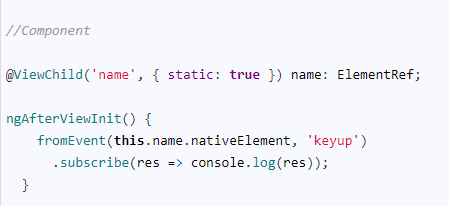 //Component
@ViewChild('name', { static: true }) name: ElementRef;
ngAfterViewInit() {
fromEvent(this.name.nativeElement, 'keyup')
.subscribe(res => console.log(res));
}